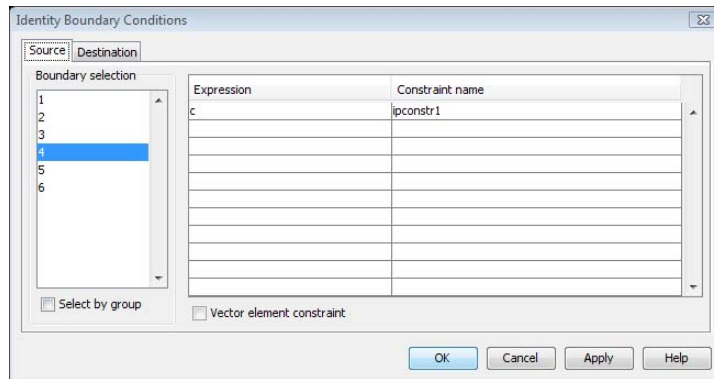 Identity Boundary Conditions
Source Destination
Boundary selection
1
2
3
4
5
6
Select by group
Expression Constraint name
c ipconstr1
Vector element constraint
OK Cancel Apply Help